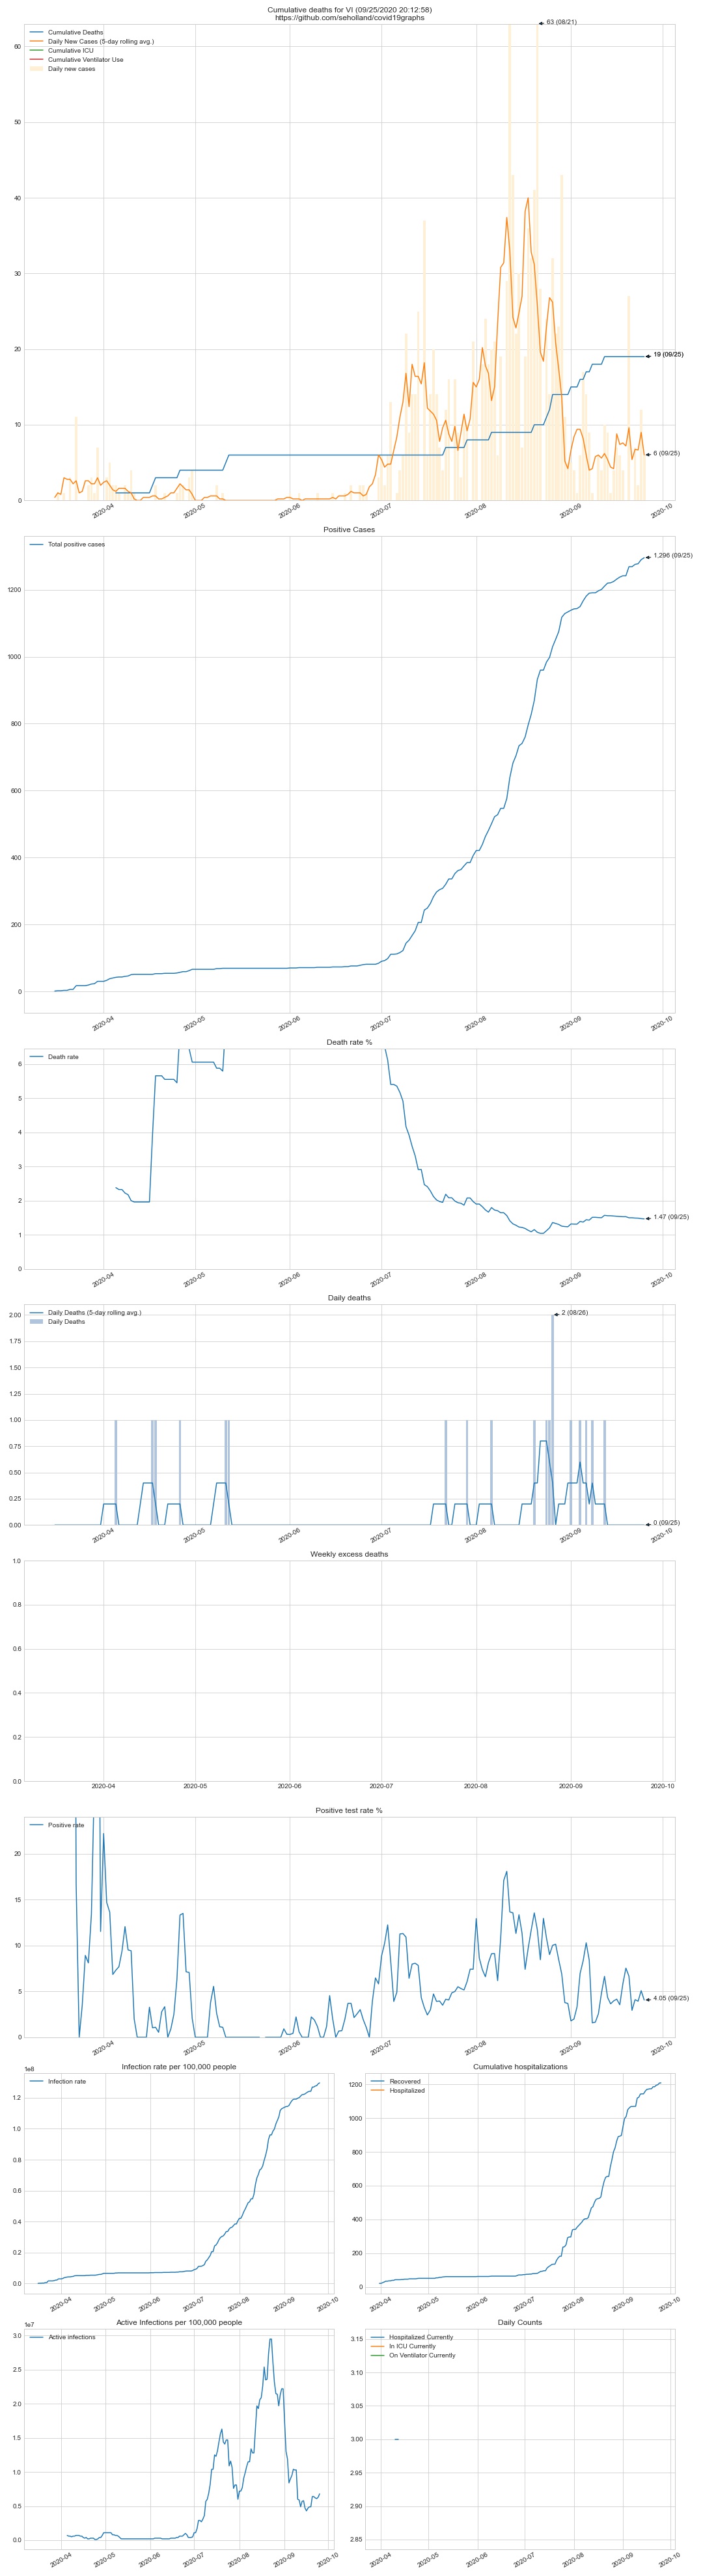 Cumulative deaths for VI (09/25/2020 20:12:58)
https://github.com/seholland/covid19graphs
Cumulative Deaths
Daily New Cases (5-day rolling avg.)
Cumulative ICU
Cumulative Ventilator Use
Daily new cases
63 (08/21)
60
50
40
30
20
10
0
19 (09/25)
6 (09/25)
2020-04 2020-05 2020-06 2020-07 2020-08 2020-09 2020-10
Positive Cases
Total positive cases
1,296 (09/25)
1200
1000
800
600
400
200
0
2020-04 2020-05 2020-06 2020-07 2020-08 2020-09 2020-10
Death rate %
Death rate
6
5
4
3
2
1
0
1.47 (09/25)
2020-04 2020-05 2020-06 2020-07 2020-08 2020-09 2020-10
Daily deaths
Daily Deaths (5-day rolling avg.)
Daily Deaths
2 (08/26)
2.00
1.75
1.50
1.25
1.00
0.75
0.50
0.25
0.00
0 (09/25)
2020-04 2020-05 2020-06 2020-07 2020-08 2020-09 2020-10
Weekly excess deaths
1.0
0.8
0.6
0.4
0.2
0.0
2020-04 2020-05 2020-06 2020-07 2020-08 2020-09 2020-10
Positive test rate %
Positive rate
20
15
10
5
0
4.05 (09/25)
2020-04 2020-05 2020-06 2020-07 2020-08 2020-09 2020-10
Infection rate per 100,000 people
1e8
Infection rate
1.2
1.0
0.8
0.6
0.4
0.2
0.0
2020-04 2020-05 2020-06 2020-07 2020-08 2020-09 2020-10
Cumulative hospitalizations
Recovered
Hospitalized
1200
1000
800
600
400
200
0
2020-04 2020-05 2020-06 2020-07 2020-08 2020-09 2020-10
Active Infections per 100,000 people
1e7
Active infections
3.0
2.5
2.0
1.5
1.0
0.5
0.0
2020-04 2020-05 2020-06 2020-07 2020-08 2020-09 2020-10
Daily Counts
Hospitalized Currently
In ICU Currently
On Ventilator Currently
3.15
3.10
3.05
3.00
2.95
2.90
2.85
2020-04 2020-05 2020-06 2020-07 2020-08 2020-09 2020-10